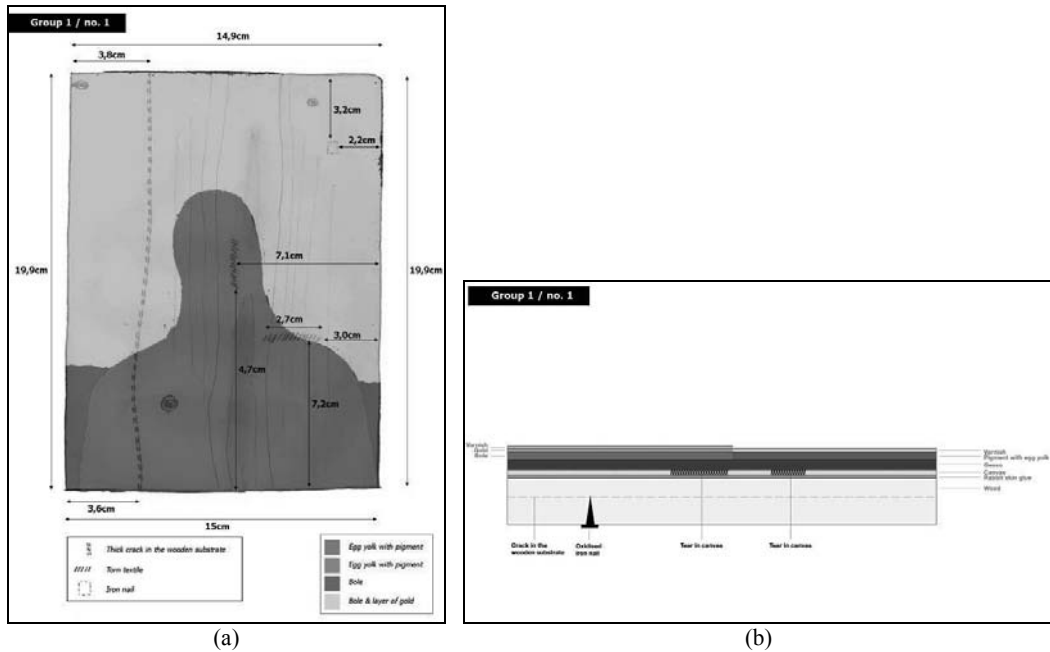 Group 1 / no. 1
14,9cm
3,8cm
3,2cm
2,2cm
19,9cm
19,9cm
7,1cm
2,7cm
3,0cm
4,7cm
7,2cm
3,6cm
15cm
Thick crack in the wooden substrate
Torn textile
Iron nail
Egg yolk with pigment
Egg yolk with pigment
Bole
Bole & layer of gold
(a)
Group 1 / no. 1
Varnish
Gold
Bole
Varnish
Pigment with egg yolk
Gesso
Canvas
Rabbit skin glue
Wood
Crack in the
wooden substrate
Oxidised
iron nail
Tear in canvas
Tear in canvas
(b)